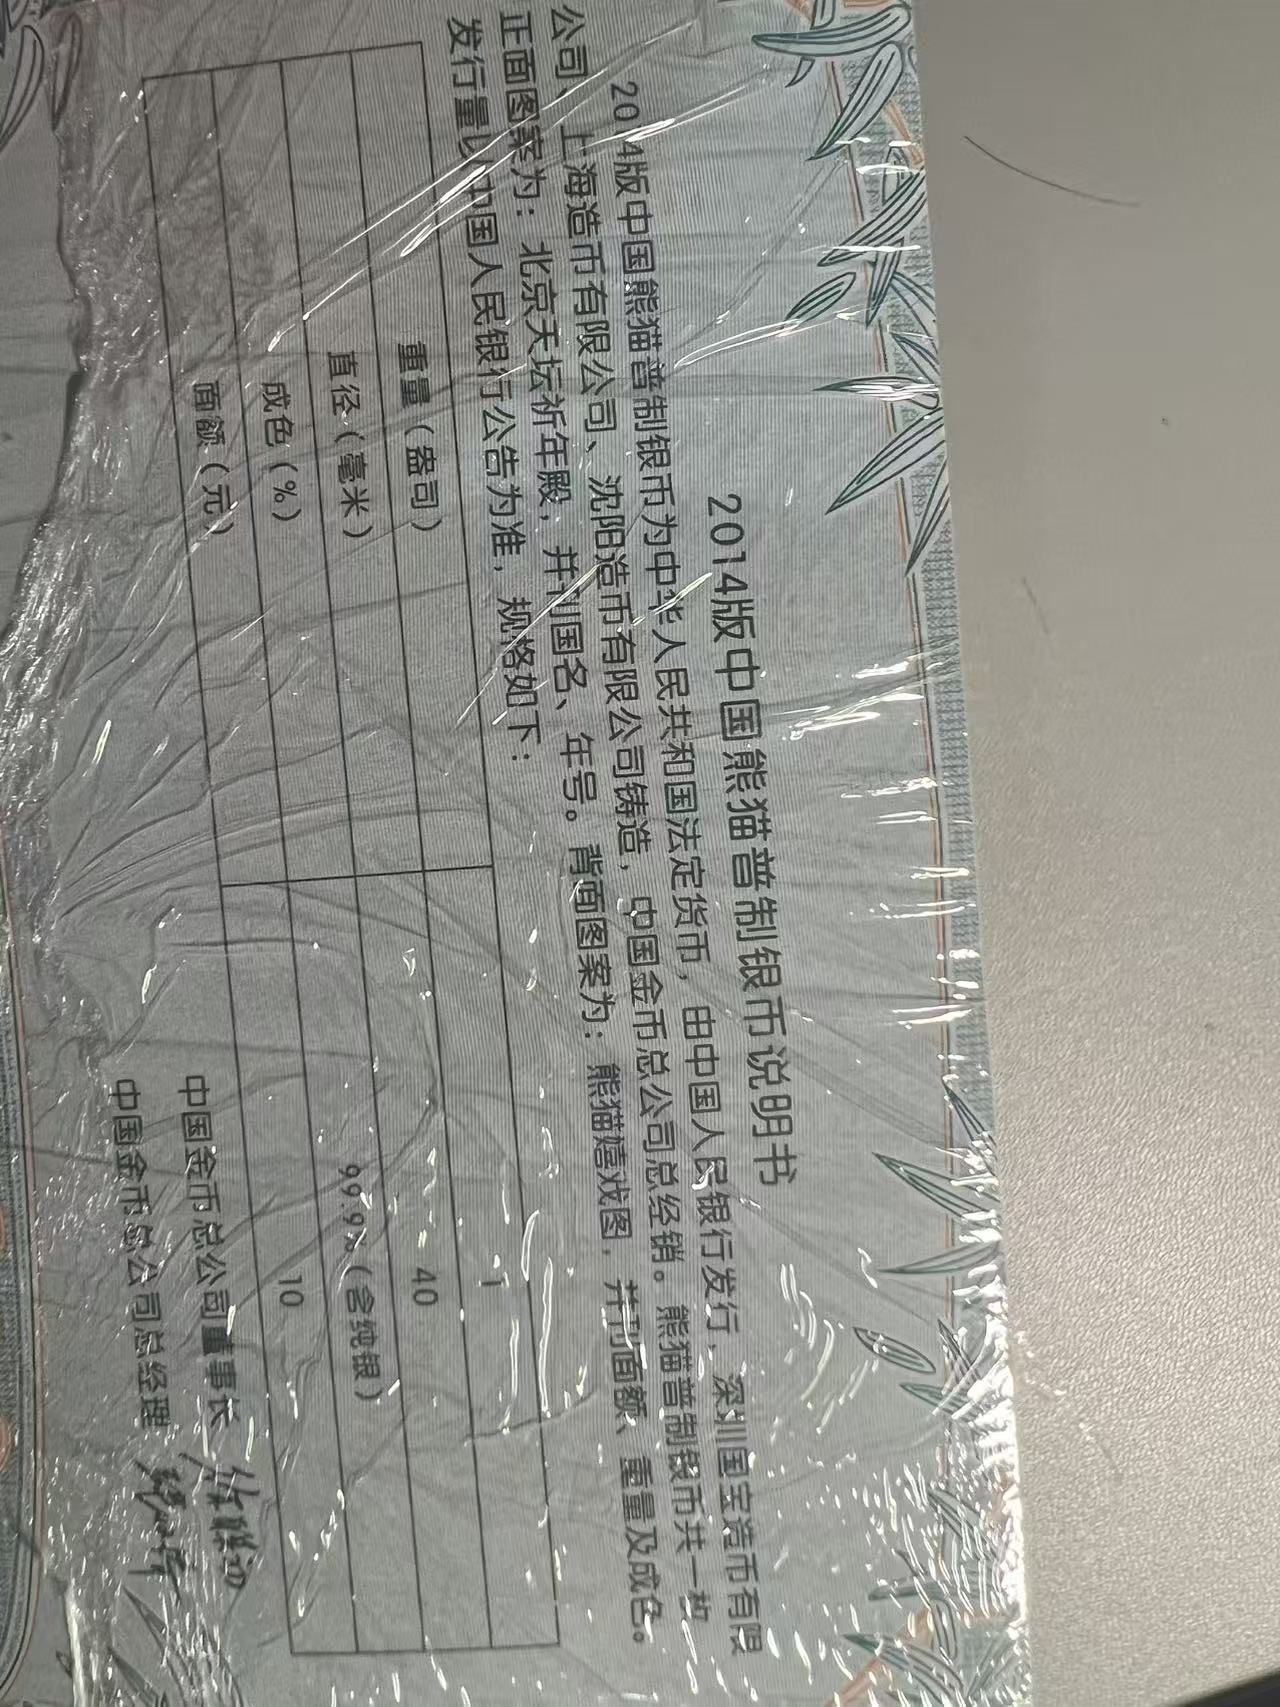 2014版中国熊猫普制银币说明书
2014版中国熊猫普制银币为中华人民共和国法定货币，由中国人民银行发行，深圳国宝造币有限
公司、上海造币有限公司、沈阳造币有限公司铸造，中国金币总公司总经销。熊猫普制银币共一枚
正面图案为：北京天坛祈年殿，并刊国名、年号。背面图案为：熊猫嬉戏图，并刊面额、重量及成色。
发行量以中国人民银行公告为准，规格如下：
重量（盎司） 1
直径（毫米） 40
成色（%） 99.9%（含纯银）
面额（元） 10
中国金币总公司董事长
中国金币总公司总经理